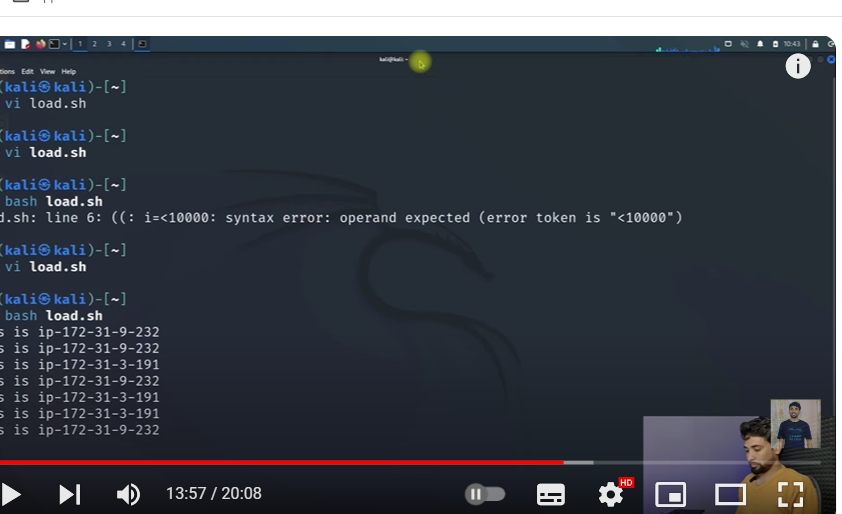 1 2 3 4
10:43
kali@kali: ~
ions Edit View Help
(kali㉿kali)-[~]
vi load.sh
(kali㉿kali)-[~]
vi load.sh
(kali㉿kali)-[~]
bash load.sh
d.sh: line 6: ((: i=<10000: syntax error: operand expected (error token is "<10000")
(kali㉿kali)-[~]
vi load.sh
(kali㉿kali)-[~]
bash load.sh
s is ip-172-31-9-232
s is ip-172-31-9-232
s is ip-172-31-3-191
s is ip-172-31-9-232
s is ip-172-31-3-191
s is ip-172-31-3-191
s is ip-172-31-9-232
13:57 / 20:08
HD